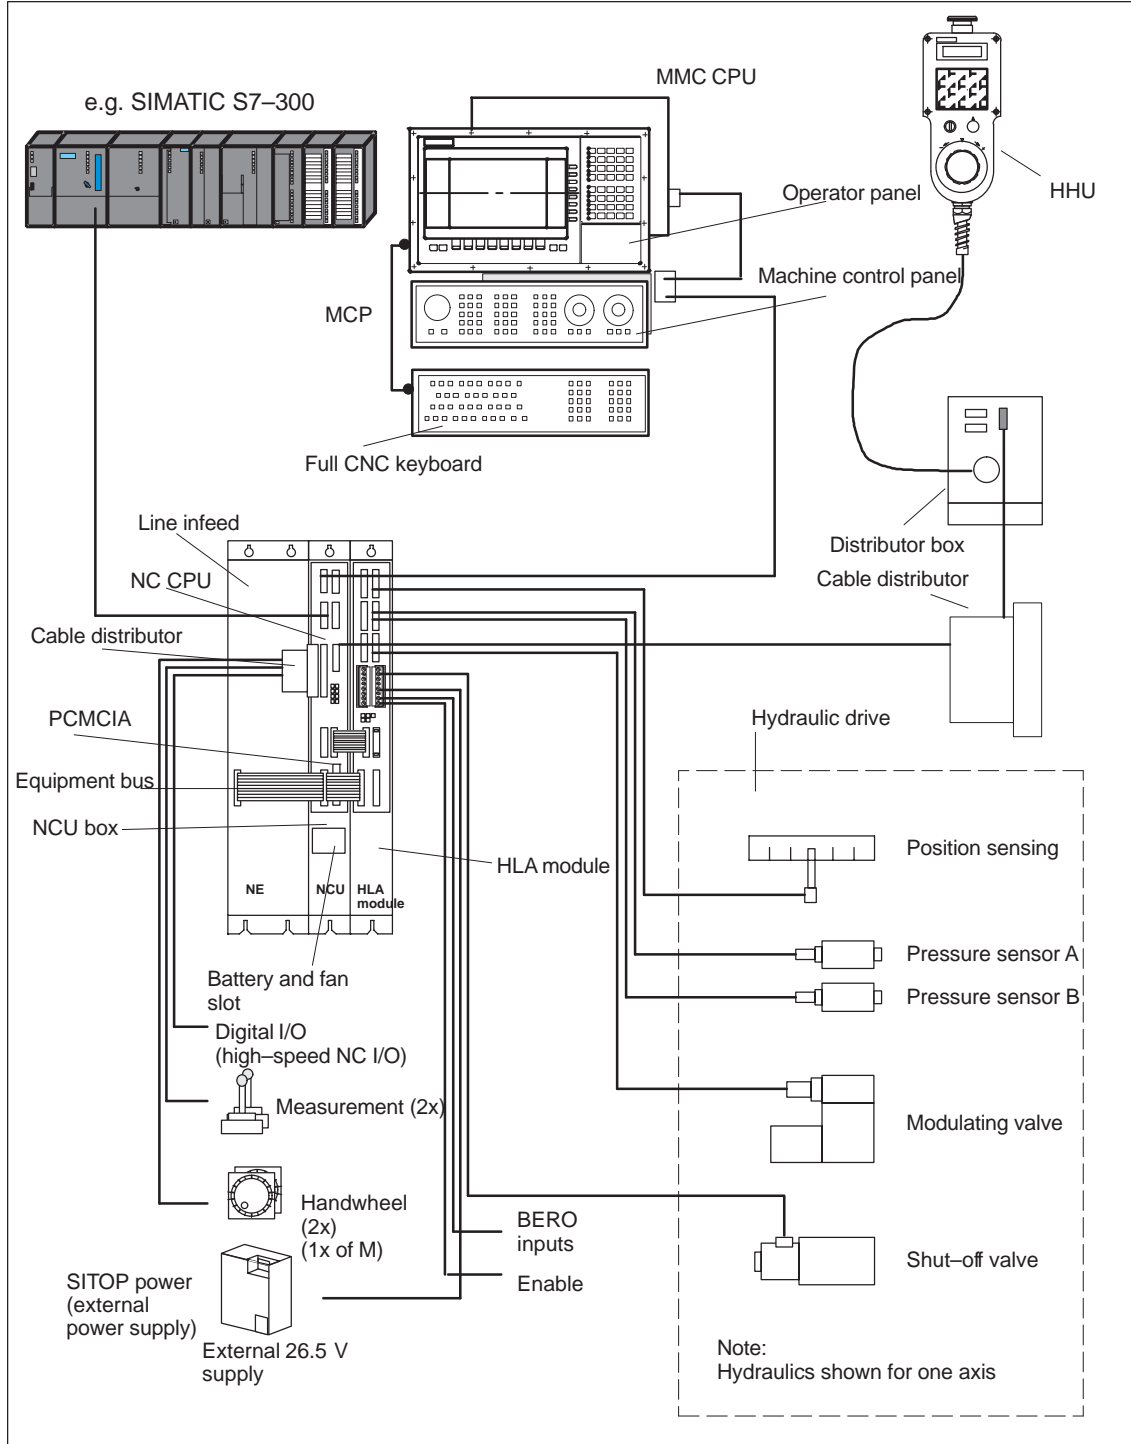 MMC CPU
e.g. SIMATIC S7–300
Operator panel
HHU
Machine control panel
MCP
Full CNC keyboard
Line infeed
Distributor box
NC CPU
Cable distributor
Cable distributor
PCMCIA
Hydraulic drive
Equipment bus
NCU box
HLA module
Position sensing
NE
NCU
HLA
module
Pressure sensor A
Battery and fan
slot
Pressure sensor B
Digital I/O
(high–speed NC I/O)
Measurement (2x)
Modulating valve
Handwheel
(2x)
(1x of M)
BERO
inputs
Enable
Shut–off valve
SITOP power
(external
power supply)
External 26.5 V
supply
Note:
Hydraulics shown for one axis